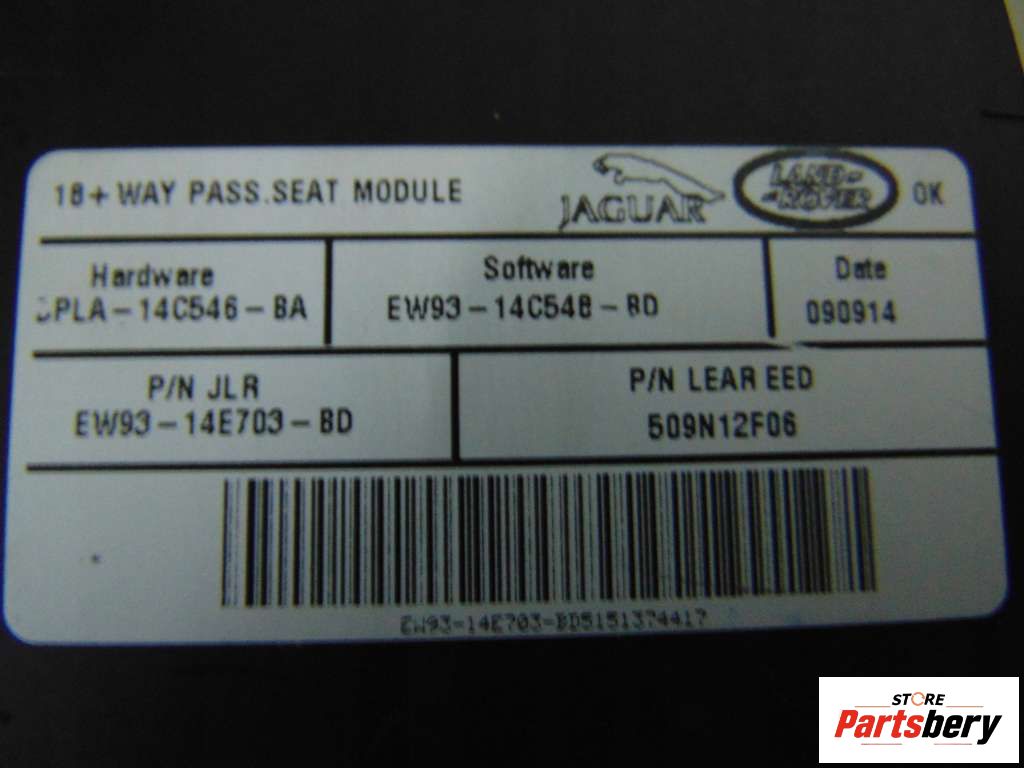 18+ WAY PASS.SEAT MODULE JAGUAR LAND-ROVER OK
Hardware Software Date
CPLA-14C546-BA EW93-14C548-BD 090914
P/N JLR P/N LEAR EED
EW93-14E703-BD 509N12F06
EW93-14E703-BD5151374417
STORE
Partsbery